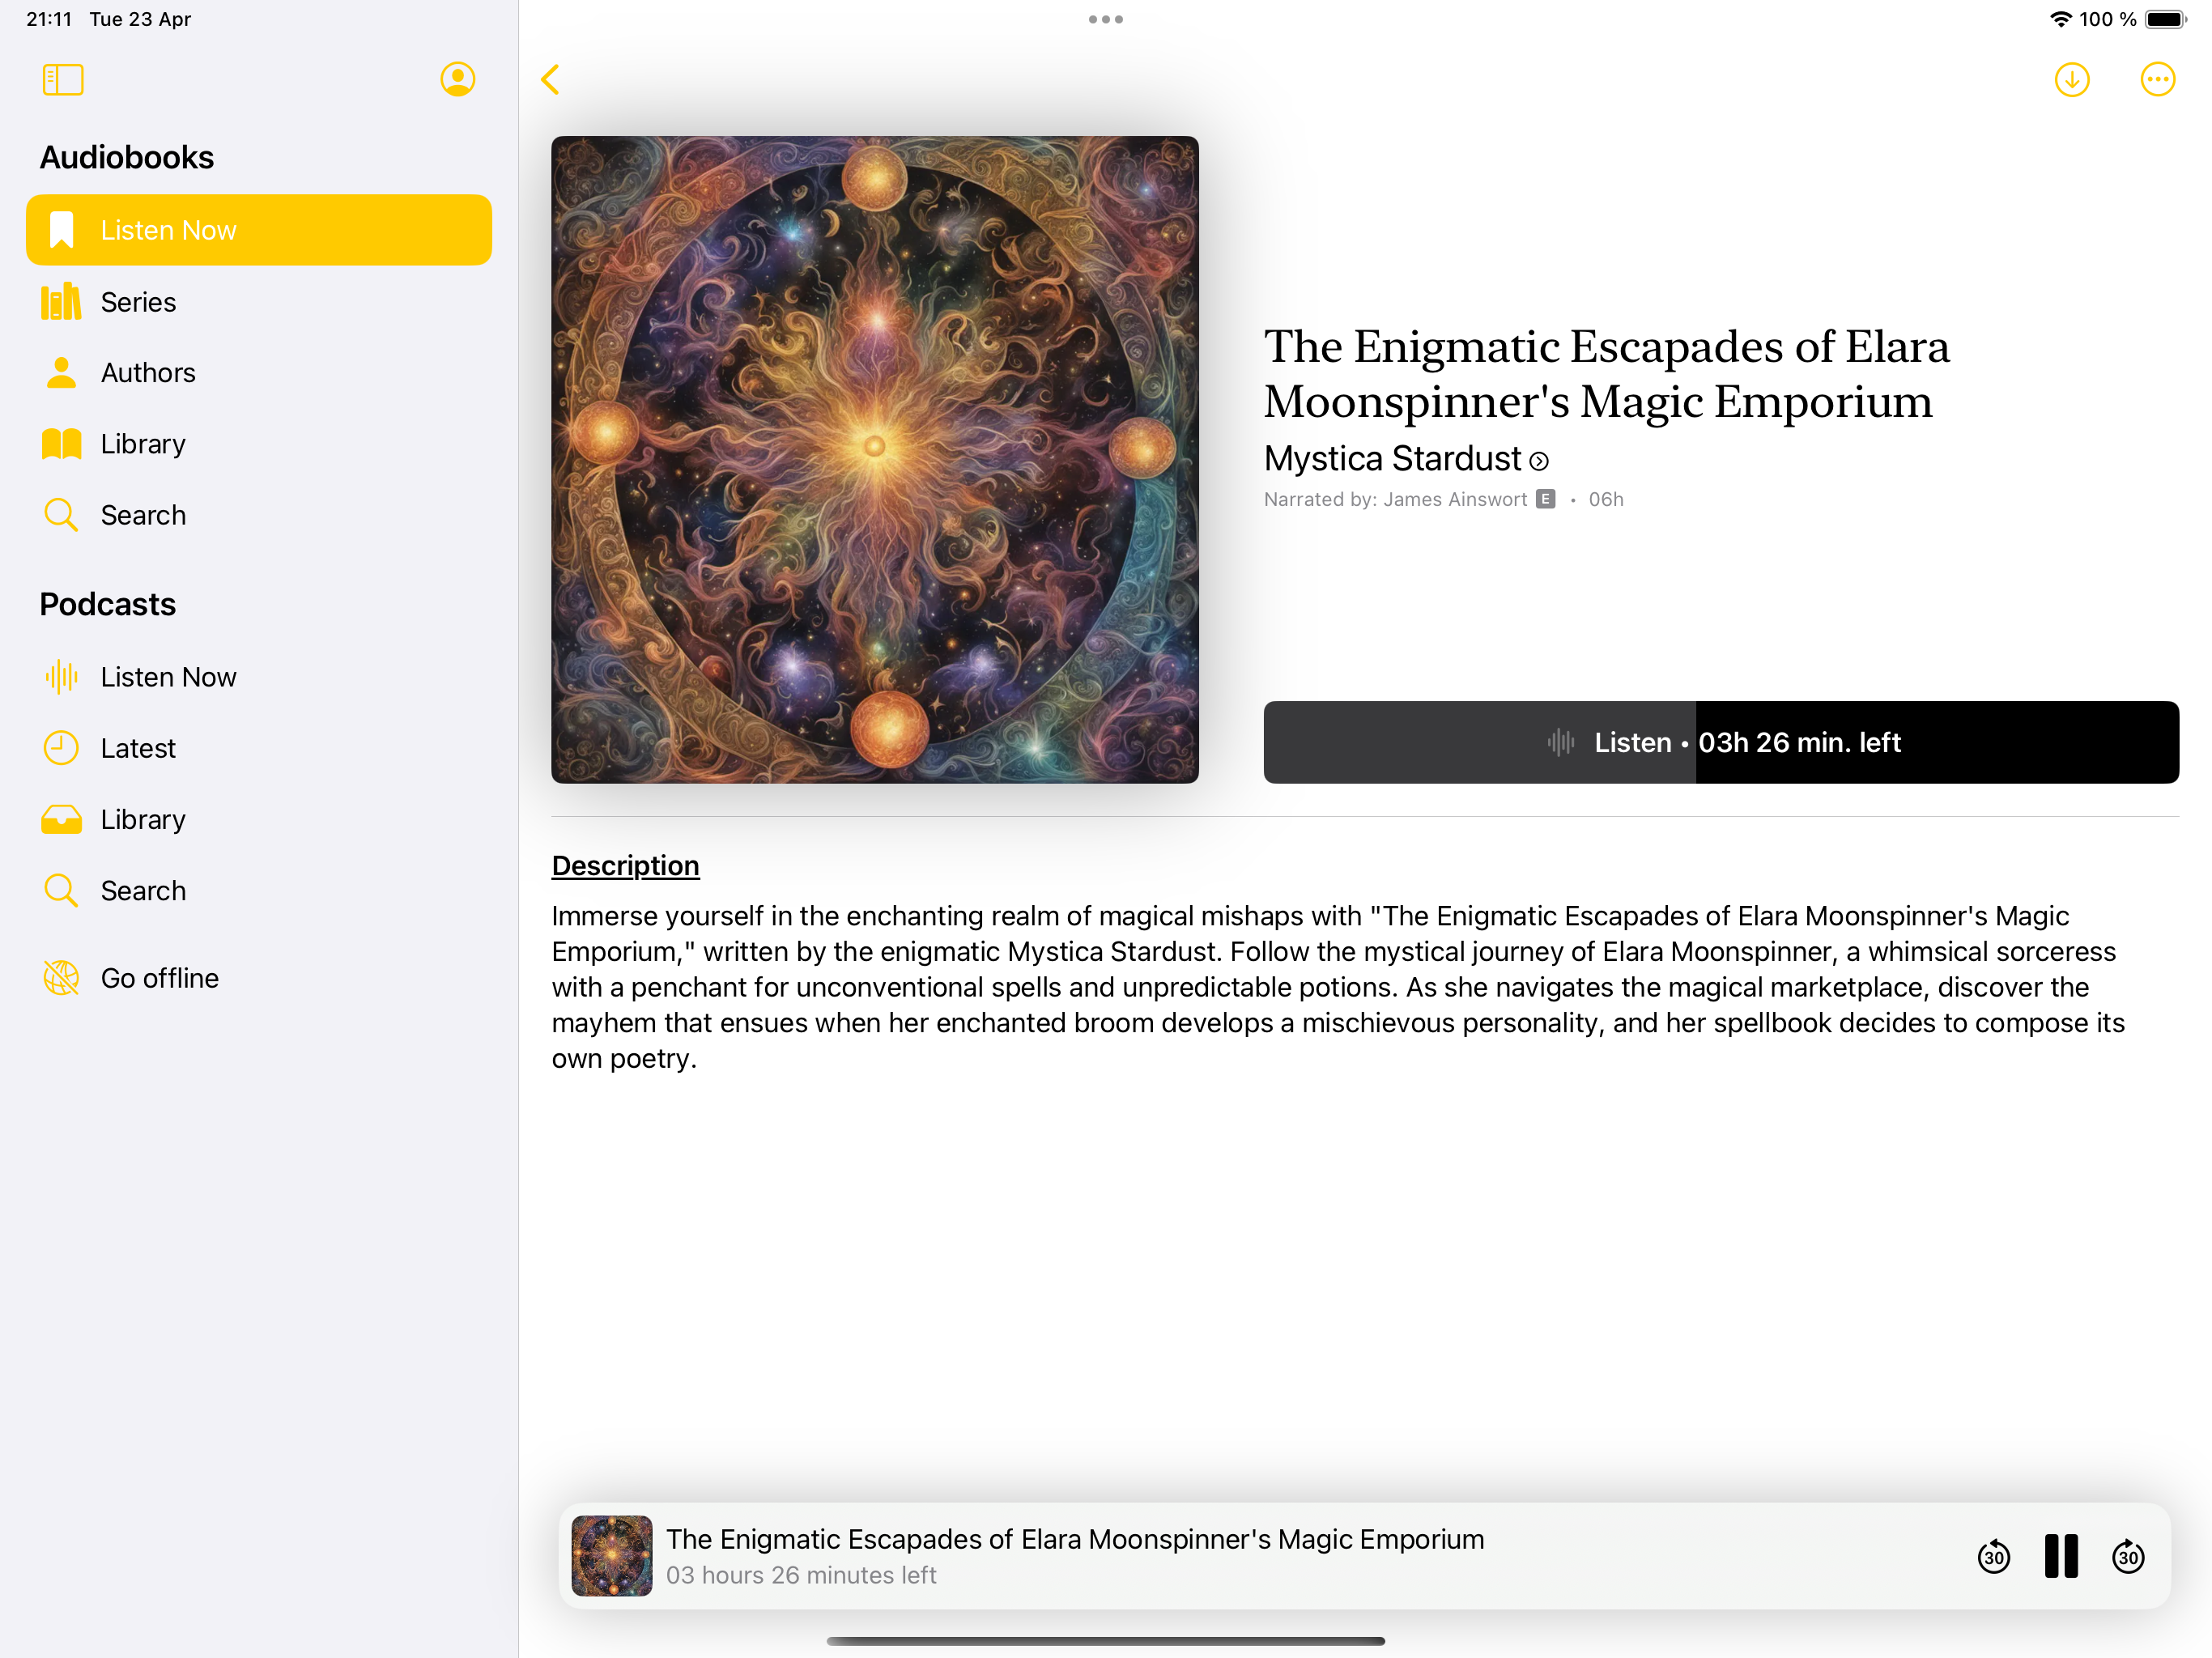 21:11 Tue 23 Apr
100 %
Audiobooks
Listen Now
Series
Authors
Library
Search
Podcasts
Listen Now
Latest
Library
Search
Go offline
The Enigmatic Escapades of Elara
Moonspinner's Magic Emporium
Mystica Stardust
Narrated by: James Ainswort E • 06h
Listen • 03h 26 min. left
Description
Immerse yourself in the enchanting realm of magical mishaps with "The Enigmatic Escapades of Elara Moonspinner's Magic
Emporium," written by the enigmatic Mystica Stardust. Follow the mystical journey of Elara Moonspinner, a whimsical sorceress
with a penchant for unconventional spells and unpredictable potions. As she navigates the magical marketplace, discover the
mayhem that ensues when her enchanted broom develops a mischievous personality, and her spellbook decides to compose its
own poetry.
The Enigmatic Escapades of Elara Moonspinner's Magic Emporium
03 hours 26 minutes left
30
30